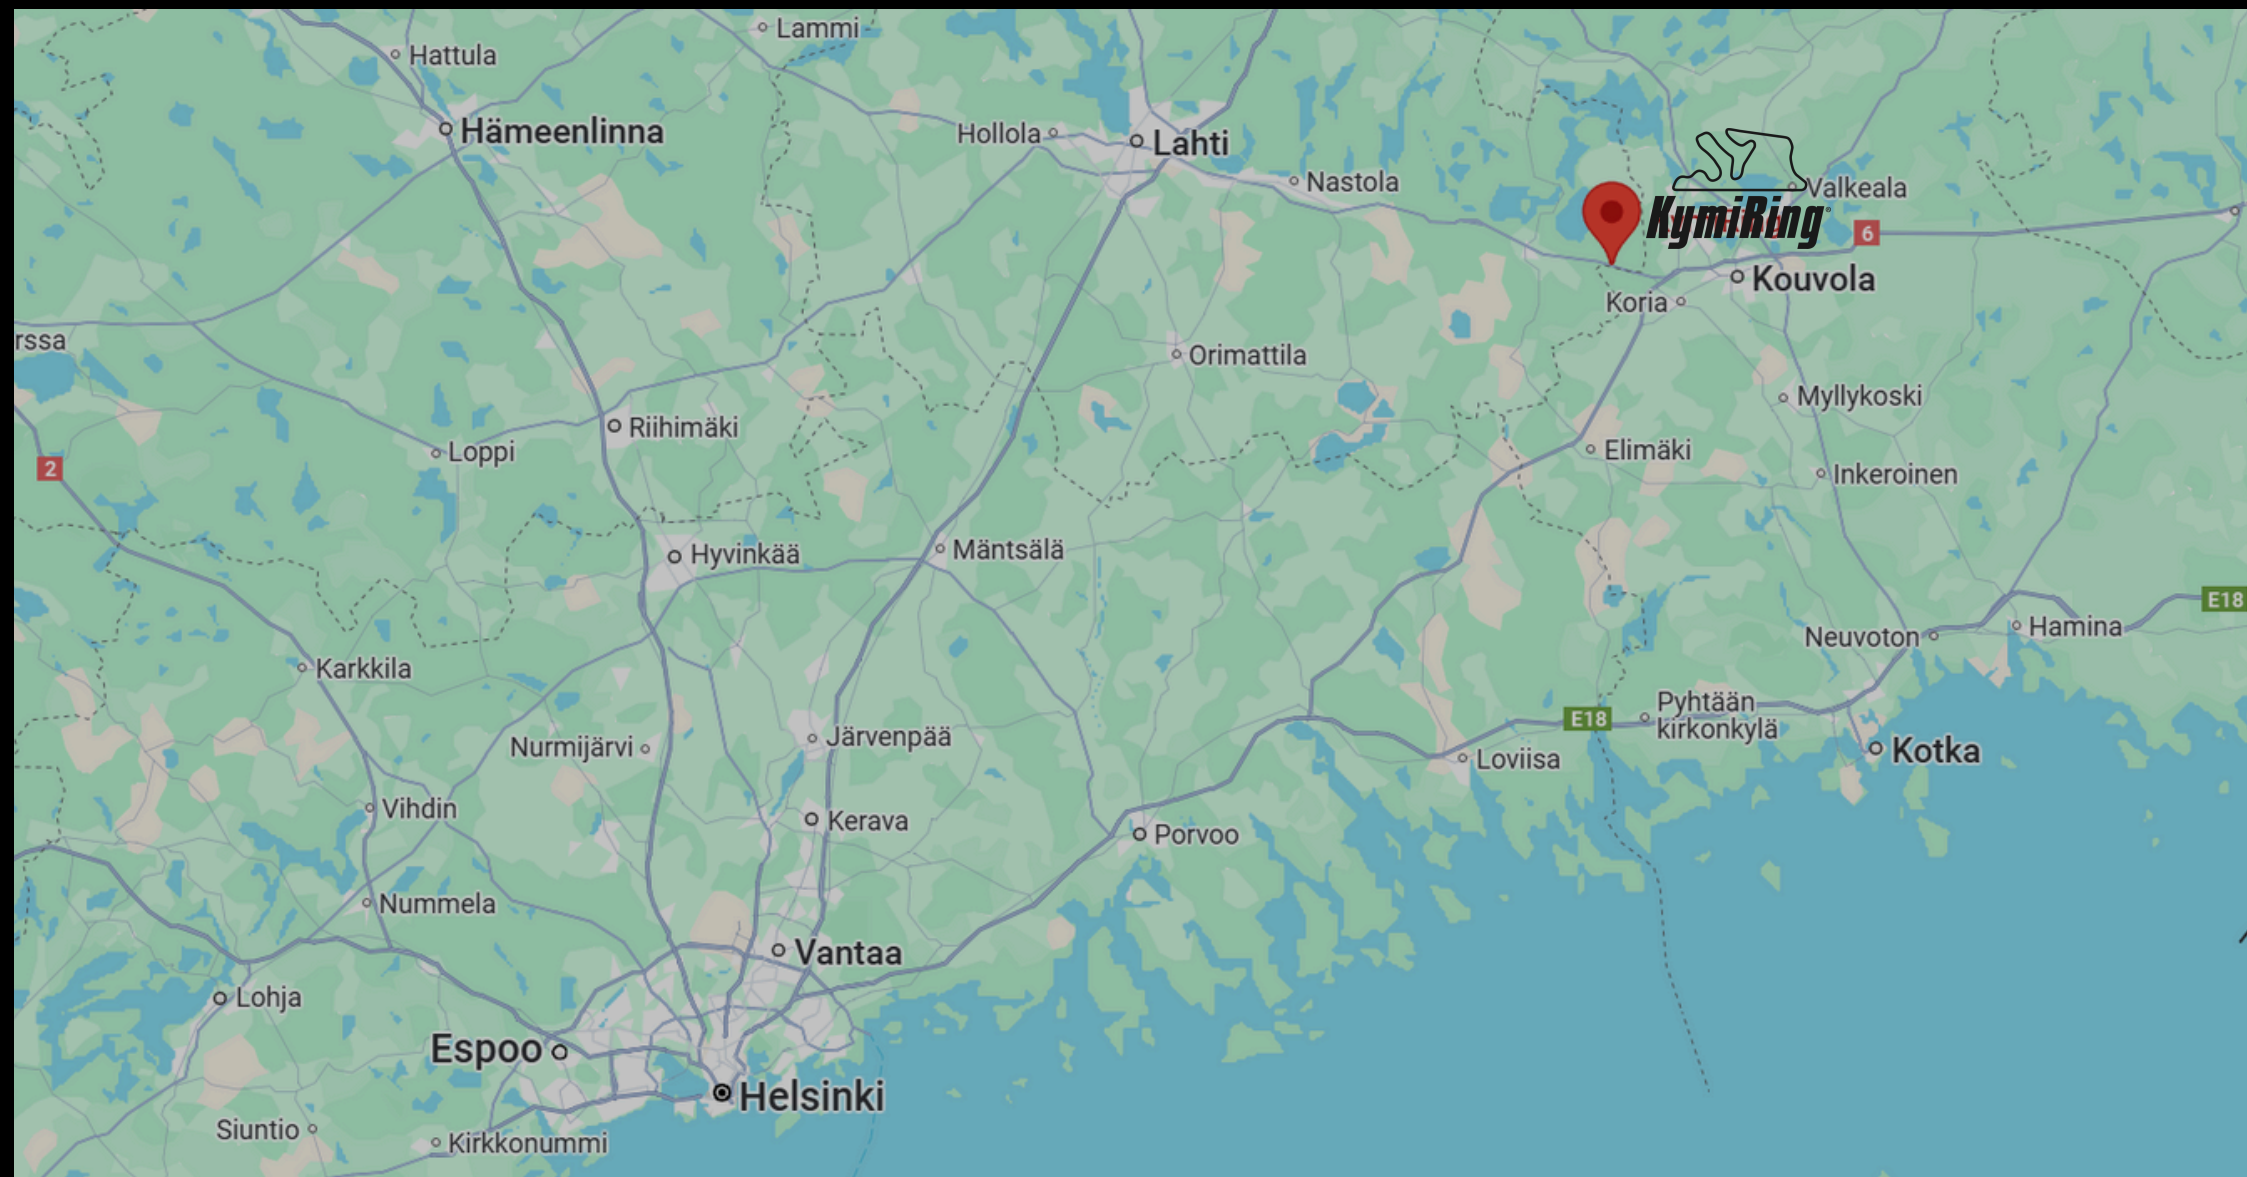 Lammi
Hattula
Hämeenlinna
Hollola
Lahti
Nastola
Valkeala
KymiRing
6
Kouvola
Koria
rssa
Orimattila
Myllykoski
Riihimäki
Loppi
Elimäki
2
Inkeroinen
Hyvinkää
Mäntsälä
E18
Hamina
Neuvoton
Karkkila
Pyhtään
kirkonkylä
E18
Järvenpää
Nurmijärvi
Loviisa
Kotka
Vihdin
Kerava
Porvoo
Nummela
Vantaa
Lohja
Espoo
Helsinki
Siuntio
Kirkkonummi